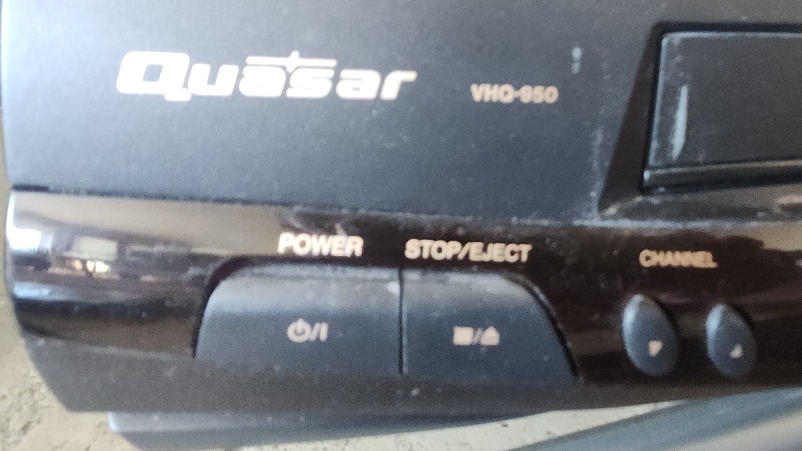 Quasar
VHQ-950
POWER
STOP/EJECT
CHANNEL